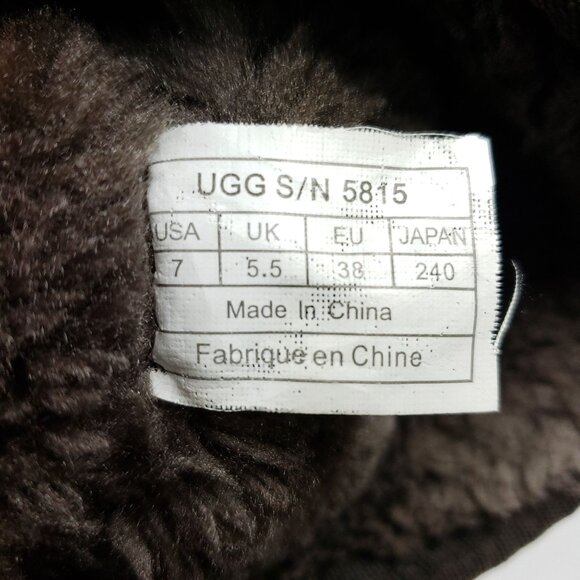 UGG S/N 5815
USA UK EU JAPAN
7 5.5 38 240
Made In China
Fabrique en Chine